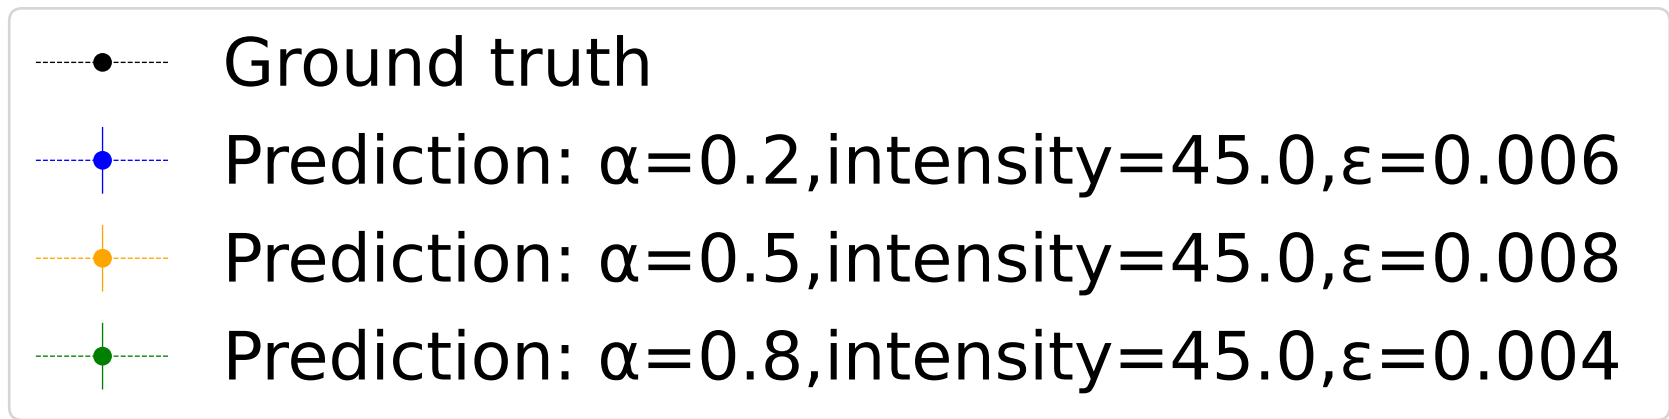 Ground truth
Prediction: α=0.2,intensity=45.0,ε=0.006
Prediction: α=0.5,intensity=45.0,ε=0.008
Prediction: α=0.8,intensity=45.0,ε=0.004